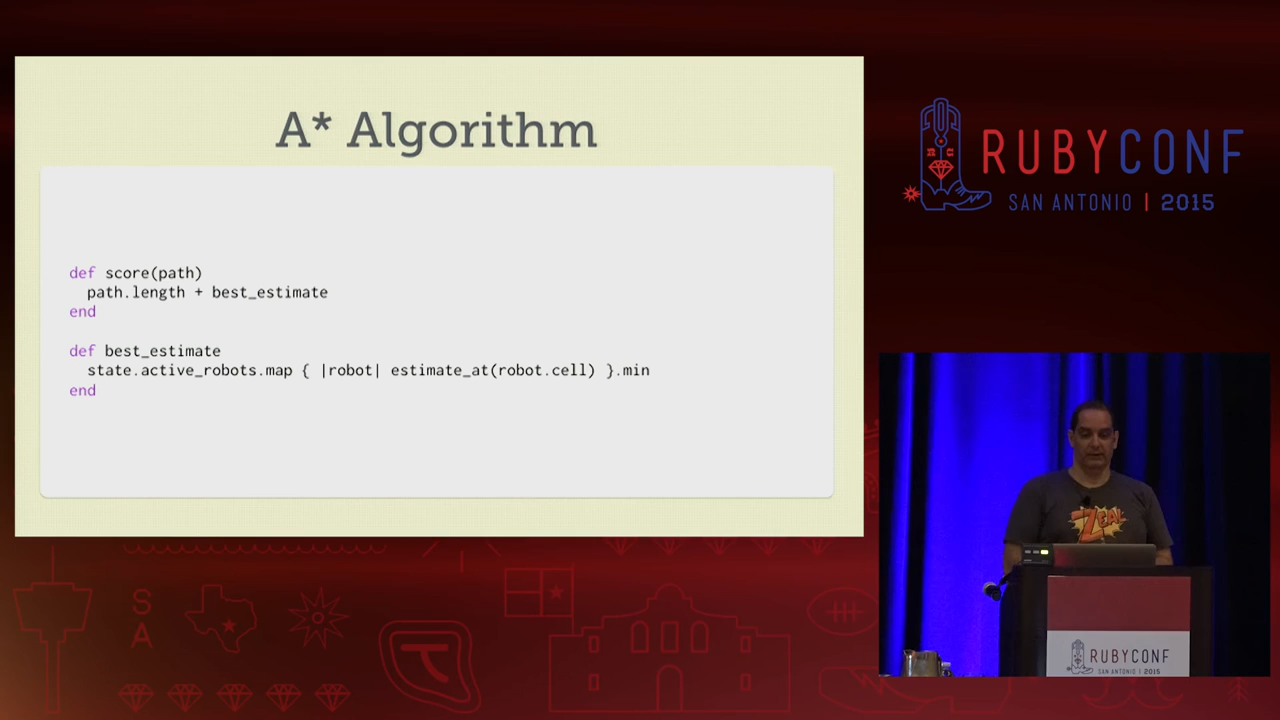 A* Algorithm
def score(path)
  path.length + best_estimate
end
def best_estimate
  state.active_robots.map { |robot| estimate_at(robot.cell) }.min
end
RUBYCONF
SAN ANTONIO | 2015
ZEAL
RUBYCONF
SAN ANTONIO | 2015
S
A